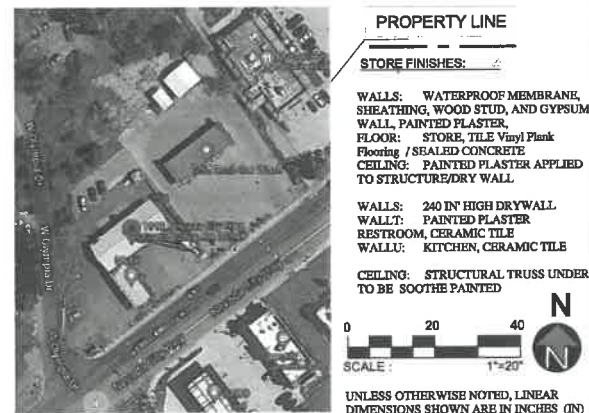 PROPERTY LINE
STORE FINISHES:
WALLS: WATERPROOF MEMBRANE,
SHEATHING, WOOD STUD, AND GYPSUM
WALL, PAINTED PLASTER,
FLOOR: STORE, TILE Vinyl Plank
Flooring / SEALED CONCRETE
CEILING: PAINTED PLASTER APPLIED
TO STRUCTURE/DRY WALL
WALLS: 240 IN' HIGH DRYWALL
WALLT: PAINTED PLASTER
RESTROOM, CERAMIC TILE
WALLU: KITCHEN, CERAMIC TILE
CEILING: STRUCTURAL TRUSS UNDER
TO BE SOOTHE PAINTED
N
0 20 40
N
SCALE : 1"=20"
UNLESS OTHERWISE NOTED, LINEAR
DIMENSIONS SHOWN ARE IN INCHES (IN)
W Olympia Dr